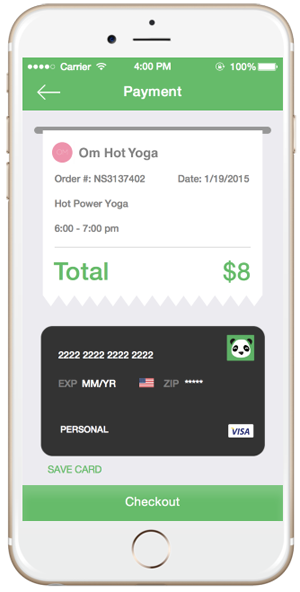 Carrier 4:00 PM 100%
Payment
Om Hot Yoga
Order #: NS3137402 Date: 1/19/2015
Hot Power Yoga
6:00 - 7:00 pm
Total $8
2222 2222 2222 2222
EXP MM/YR ZIP *****
PERSONAL VISA
SAVE CARD
Checkout